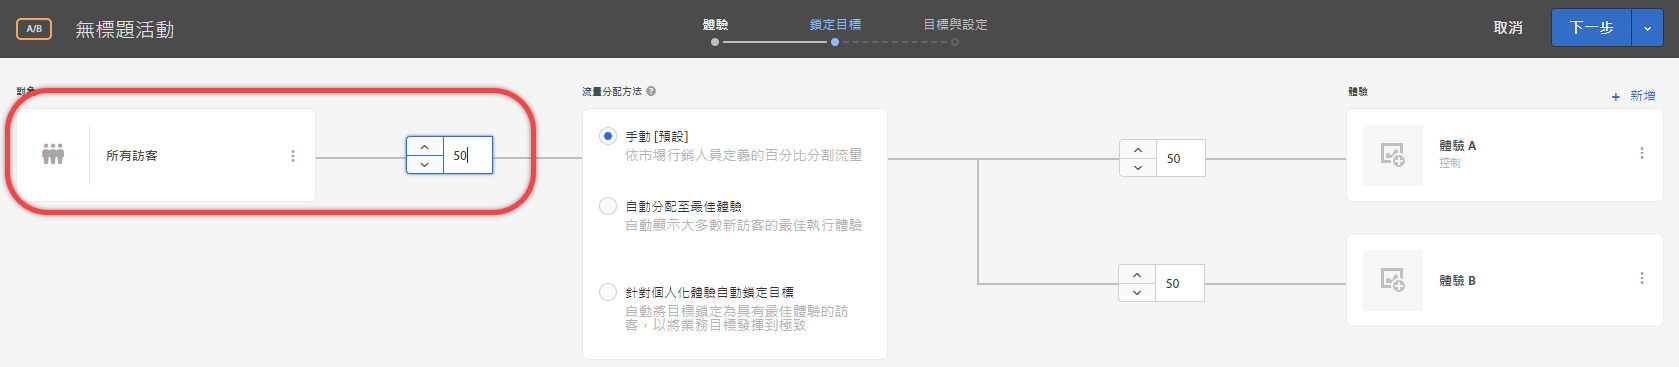 A/B
無標題活動
體驗
鎖定目標
目標與設定
取消
下一步
對象
所有訪客
50
流量分配方法 ?
手動 [預設]
依市場行銷人員定義的百分比分割流量
自動分配至最佳體驗
自動顯示大多數新訪客的最佳執行體驗
針對個人化體驗自動鎖定目標
自動將目標鎖定為具有最佳體驗的訪
客，以將業務目標發揮到極致
50
50
體驗
+ 新增
體驗 A
控制
體驗 B